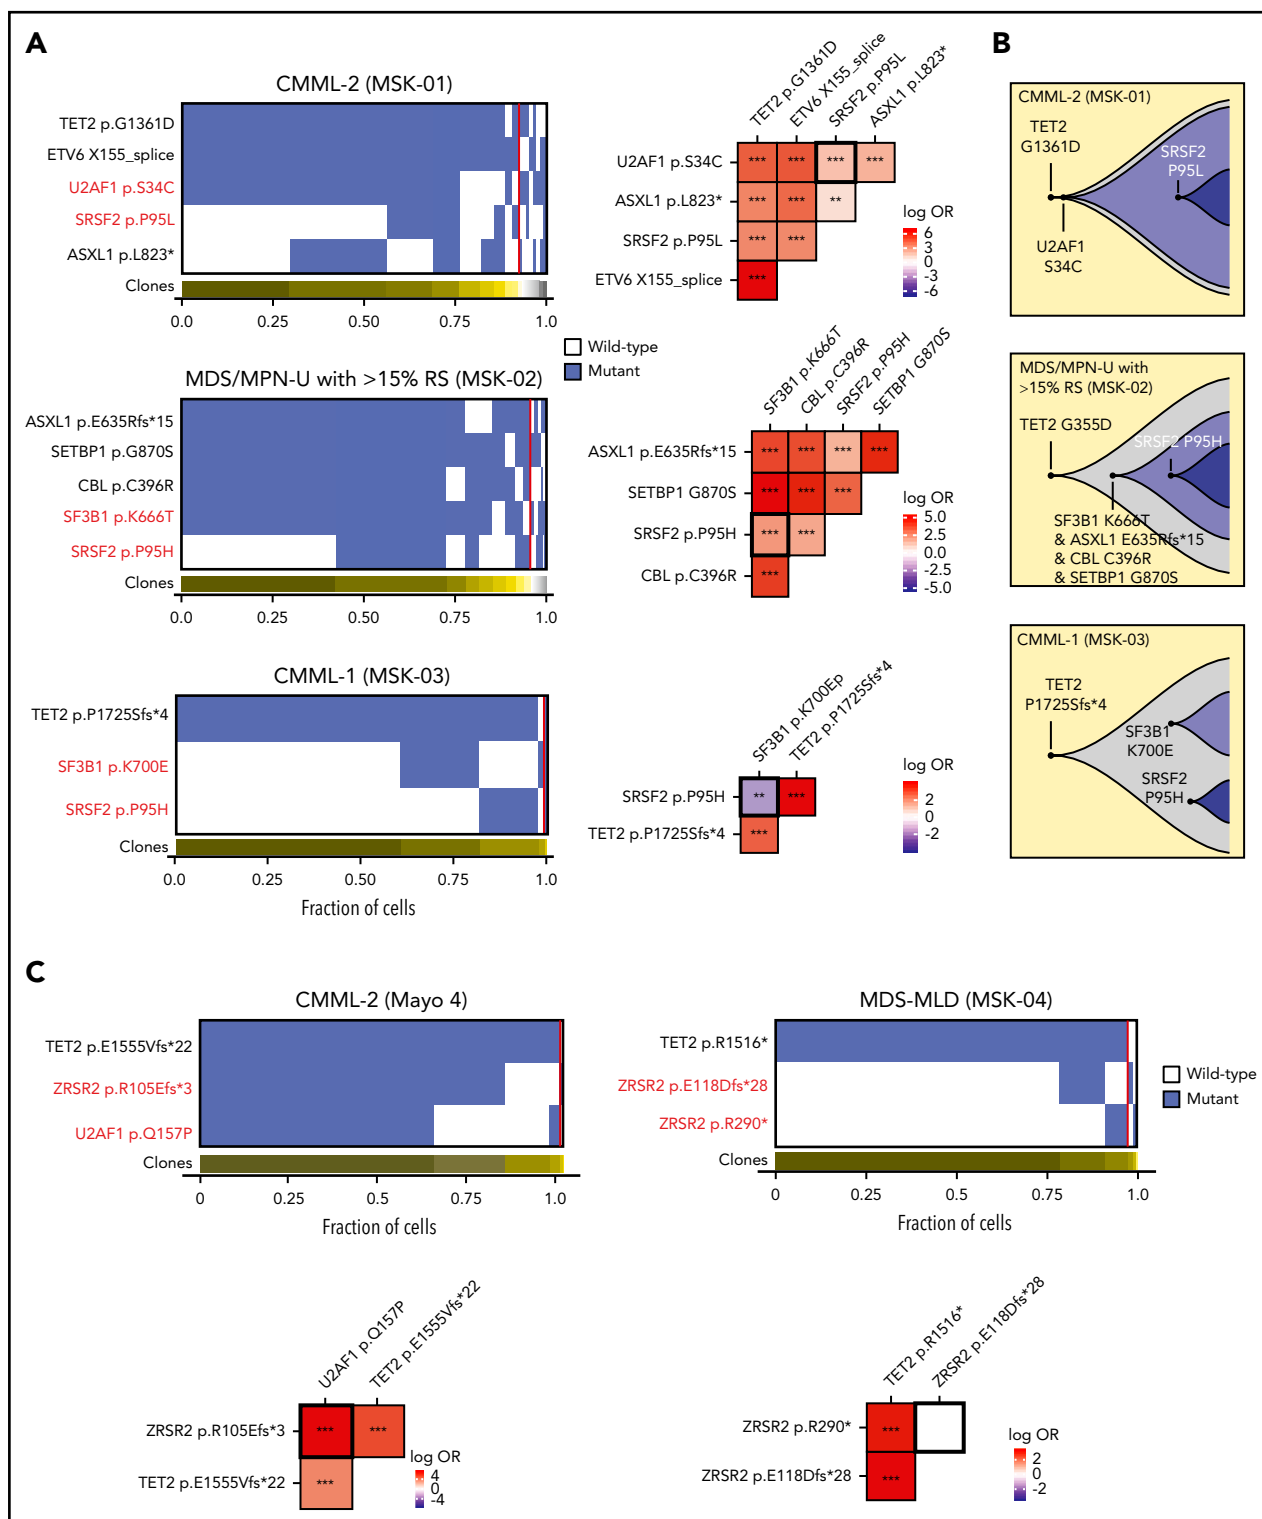 A
CMML-2 (MSK-01)
TET2 p.G1361D
ETV6 X155_splice
U2AF1 p.S34C
SRSF2 p.P95L
ASXL1 p.L823*
Clones
0.0 0.25 0.50 0.75 1.0
TET2 p.G1361D
ETV6 X155_splice
SRSF2 p.P95L
ASXL1 p.L823*
U2AF1 p.S34C *** *** *** ***
ASXL1 p.L823* *** *** **
SRSF2 p.P95L *** ***
ETV6 X155_splice ***
log OR
6
3
0
-3
-6
Wild-type
Mutant
MDS/MPN-U with >15% RS (MSK-02)
ASXL1 p.E635Rfs*15
SETBP1 p.G870S
CBL p.C396R
SF3B1 p.K666T
SRSF2 p.P95H
Clones
0.0 0.25 0.50 0.75 1.0
SF3B1 p.K666T
CBL p.C396R
SRSF2 p.P95H
SETBP1 G870S
ASXL1 p.E635Rfs*15 *** *** *** ***
SETBP1 G870S *** *** ***
SRSF2 p.P95H *** ***
CBL p.C396R ***
log OR
5.0
2.5
0.0
-2.5
-5.0
CMML-1 (MSK-03)
TET2 p.P1725Sfs*4
SF3B1 p.K700E
SRSF2 p.P95H
Clones
0.0 0.25 0.50 0.75 1.0
Fraction of cells
SF3B1 p.K700Ep
TET2 p.P1725Sfs*4
SRSF2 p.P95H ** ***
TET2 p.P1725Sfs*4 ***
log OR
2
0
-2
B
CMML-2 (MSK-01)
TET2
G1361D
SRSF2
P95L
U2AF1
S34C
MDS/MPN-U with
>15% RS (MSK-02)
TET2 G355D
SRSF2 P95H
SF3B1 K666T
& ASXL1 E635Rfs*15
& CBL C396R
& SETBP1 G870S
CMML-1 (MSK-03)
TET2
P1725Sfs*4
SF3B1
K700E
SRSF2
P95H
C
CMML-2 (Mayo 4)
TET2 p.E1555Vfs*22
ZRSR2 p.R105Efs*3
U2AF1 p.Q157P
Clones
0 0.25 0.5 0.75 1.0
Fraction of cells
MDS-MLD (MSK-04)
TET2 p.R1516*
ZRSR2 p.E118Dfs*28
ZRSR2 p.R290*
Clones
0 0.25 0.5 0.75 1.0
Fraction of cells
Wild-type
Mutant
U2AF1 p.Q157P
TET2 p.E1555Vfs*22
ZRSR2 p.R105Efs*3 *** ***
TET2 p.E1555Vfs*22 ***
log OR
4
0
-4
TET2 p.R1516*
ZRSR2 p.E118Dfs*28
ZRSR2 p.R290* ***
ZRSR2 p.E118Dfs*28 ***
log OR
2
0
-2